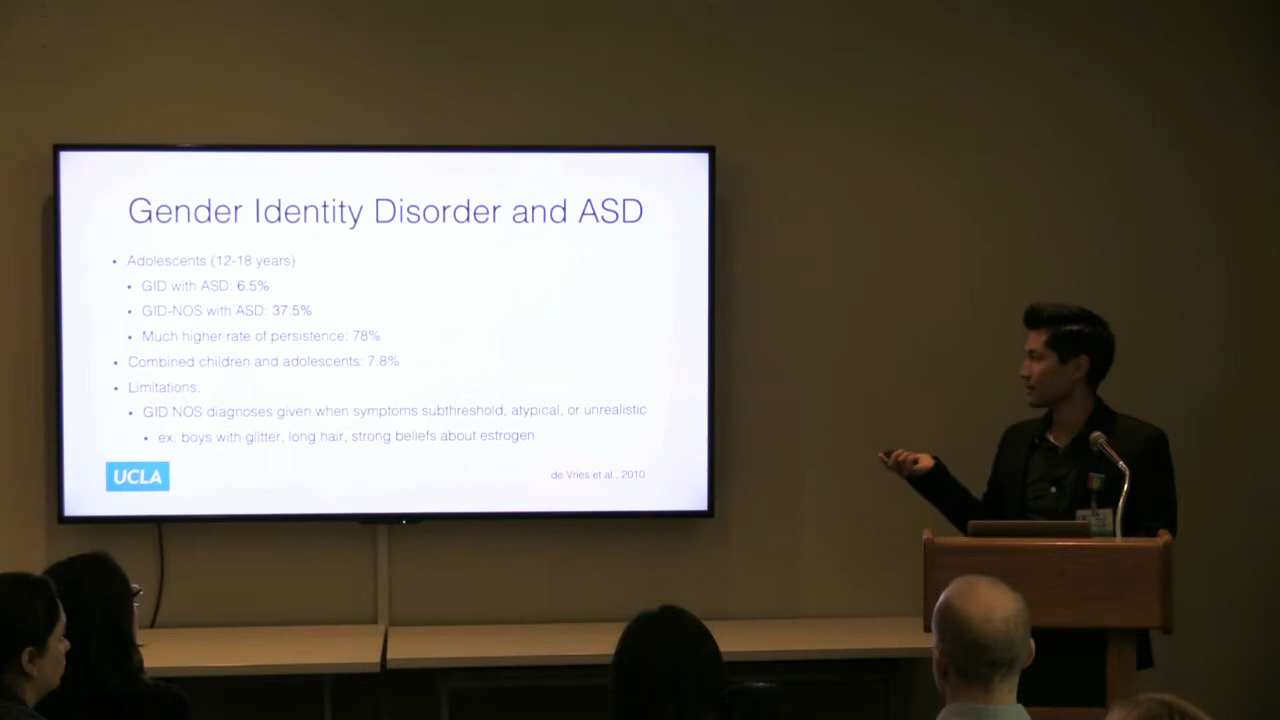 Gender Identity Disorder and ASD
• Adolescents (12-18 years)
• GID with ASD: 6.5%
• GID-NOS with ASD: 37.5%
• Much higher rate of persistence: 78%
• Combined children and adolescents: 7.8%
• Limitations:
• GID NOS diagnoses given when symptoms subthreshold, atypical, or unrealistic
• ex. boys with glitter, long hair, strong beliefs about estrogen
UCLA
de Vries et al., 2010